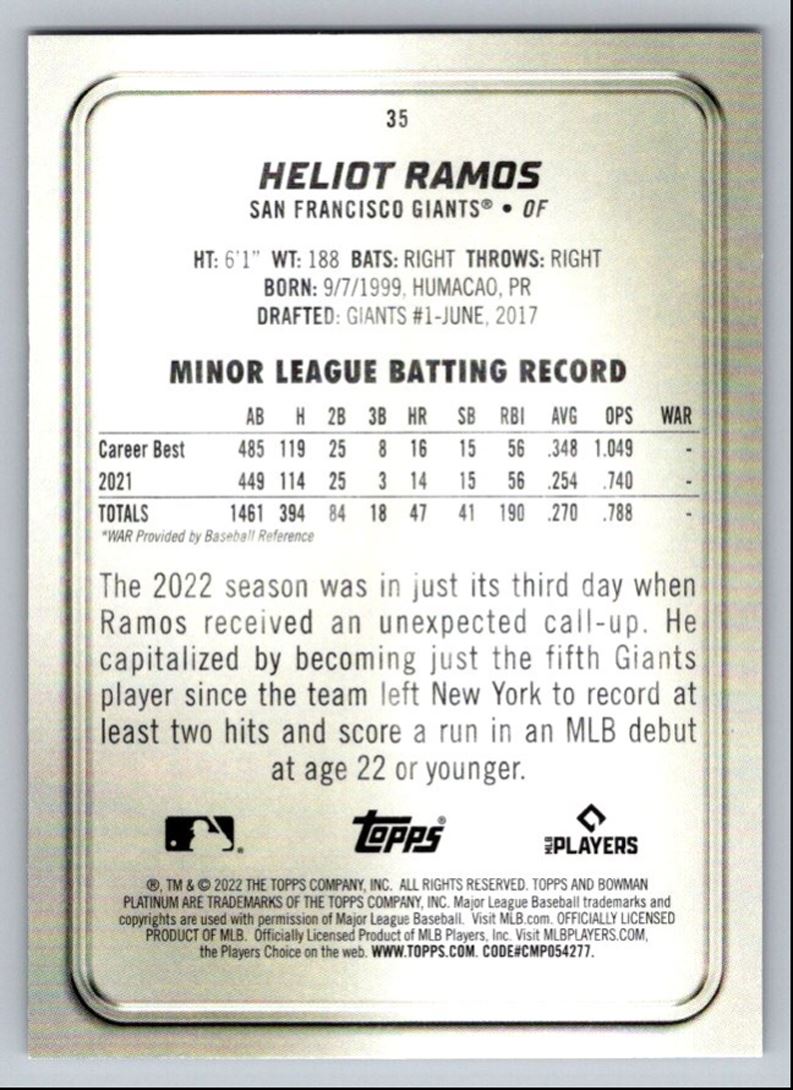 35
HELIOT RAMOS
SAN FRANCISCO GIANTS® • OF
HT: 6'1" WT: 188 BATS: RIGHT THROWS: RIGHT
BORN: 9/7/1999, HUMACAO, PR
DRAFTED: GIANTS #1-JUNE, 2017
MINOR LEAGUE BATTING RECORD
AB H 2B 3B HR SB RBI AVG OPS WAR
Career Best 485 119 25 8 16 15 56 .348 1.049 -
2021 449 114 25 3 14 15 56 .254 .740 -
TOTALS 1461 394 84 18 47 41 190 .270 .788 -
*WAR Provided by Baseball Reference
The 2022 season was in just its third day when
Ramos received an unexpected call-up. He
capitalized by becoming just the fifth Giants
player since the team left New York to record at
least two hits and score a run in an MLB debut
at age 22 or younger.
Topps® MLB PLAYERS
®, TM & © 2022 THE TOPPS COMPANY, INC. ALL RIGHTS RESERVED. TOPPS AND BOWMAN
PLATINUM ARE TRADEMARKS OF THE TOPPS COMPANY, INC. Major League Baseball trademarks and
copyrights are used with permission of Major League Baseball. Visit MLB.com. OFFICIALLY LICENSED
PRODUCT OF MLB. Officially Licensed Product of MLB Players, Inc. Visit MLBPLAYERS.COM,
the Players Choice on the web. WWW.TOPPS.COM. CODE#CMP054277.